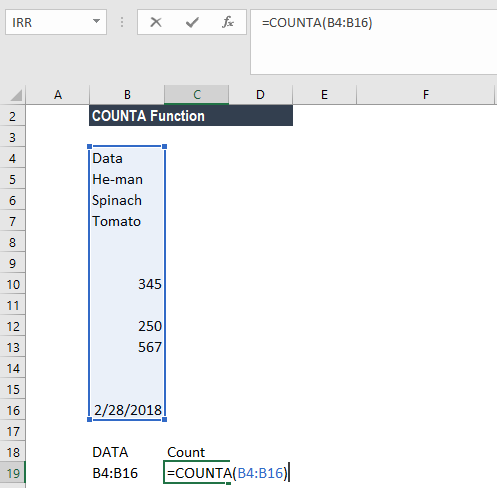 IRR fx =COUNTA(B4:B16)
A B C D E F
2 COUNTA Function
3
4 Data
5 He-man
6 Spinach
7 Tomato
8
9
10 345
11
12 250
13 567
14
15
16 2/28/2018
17
18 DATA Count
19 B4:B16 =COUNTA(B4:B16)